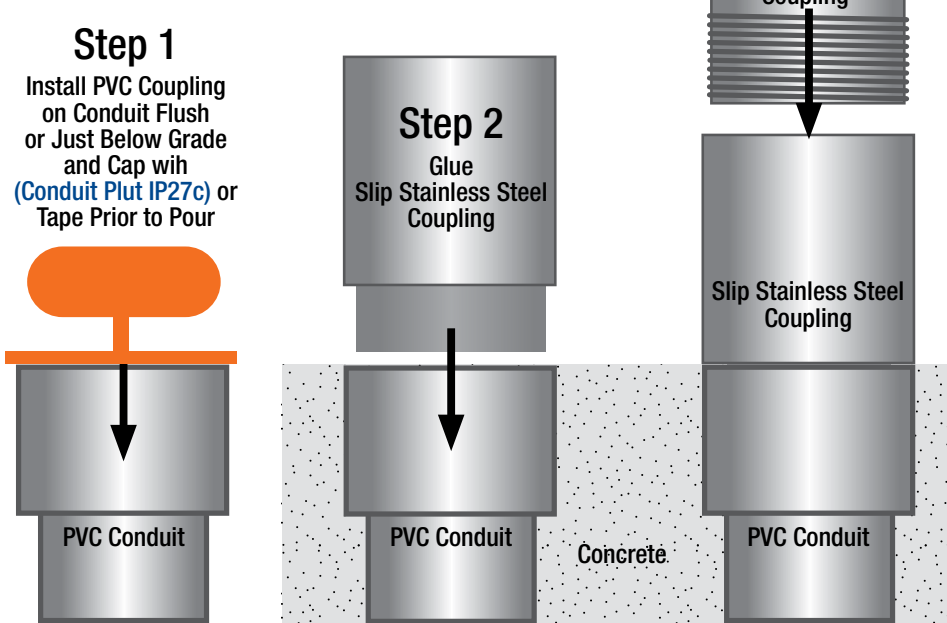 Step 1
Install PVC Coupling
on Conduit Flush
or Just Below Grade
and Cap wih
(Conduit Plut IP27c) or
Tape Prior to Pour
PVC Conduit
Step 2
Glue
Slip Stainless Steel
Coupling
PVC Conduit
Concrete
Coupling
Slip Stainless Steel
Coupling
PVC Conduit